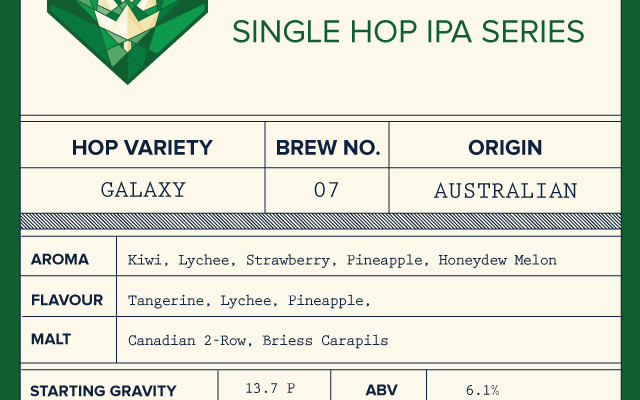 SINGLE HOP IPA SERIES
HOP VARIETY BREW NO. ORIGIN
GALAXY 07 AUSTRALIAN
AROMA Kiwi, Lychee, Strawberry, Pineapple, Honeydew Melon
FLAVOUR Tangerine, Lychee, Pineapple,
MALT Canadian 2-Row, Briess Carapils
STARTING GRAVITY 13.7 P ABV 6.1%